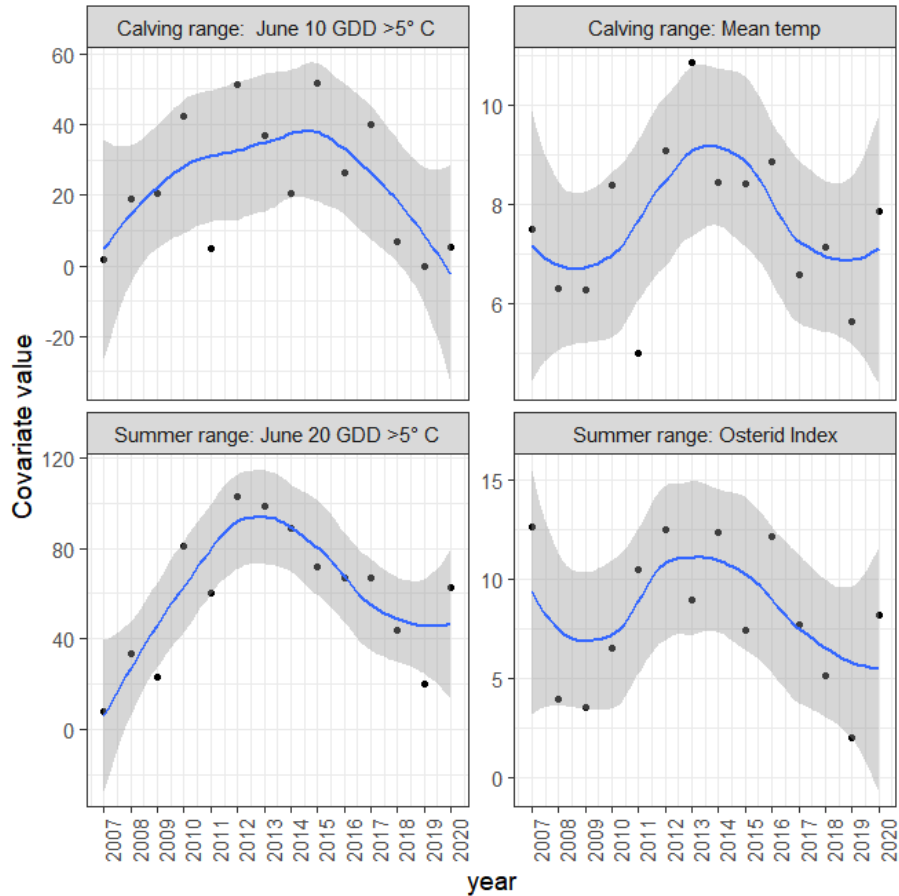 Calving range:  June 10 GDD >5° C
Calving range: Mean temp
60
40
20
0
-20
10
8
6
Covariate value
Summer range: June 20 GDD >5° C
Summer range: Osterid Index
120
80
40
0
15
10
5
0
2007 2008 2009 2010 2011 2012 2013 2014 2015 2016 2017 2018 2019 2020
2007 2008 2009 2010 2011 2012 2013 2014 2015 2016 2017 2018 2019 2020
year